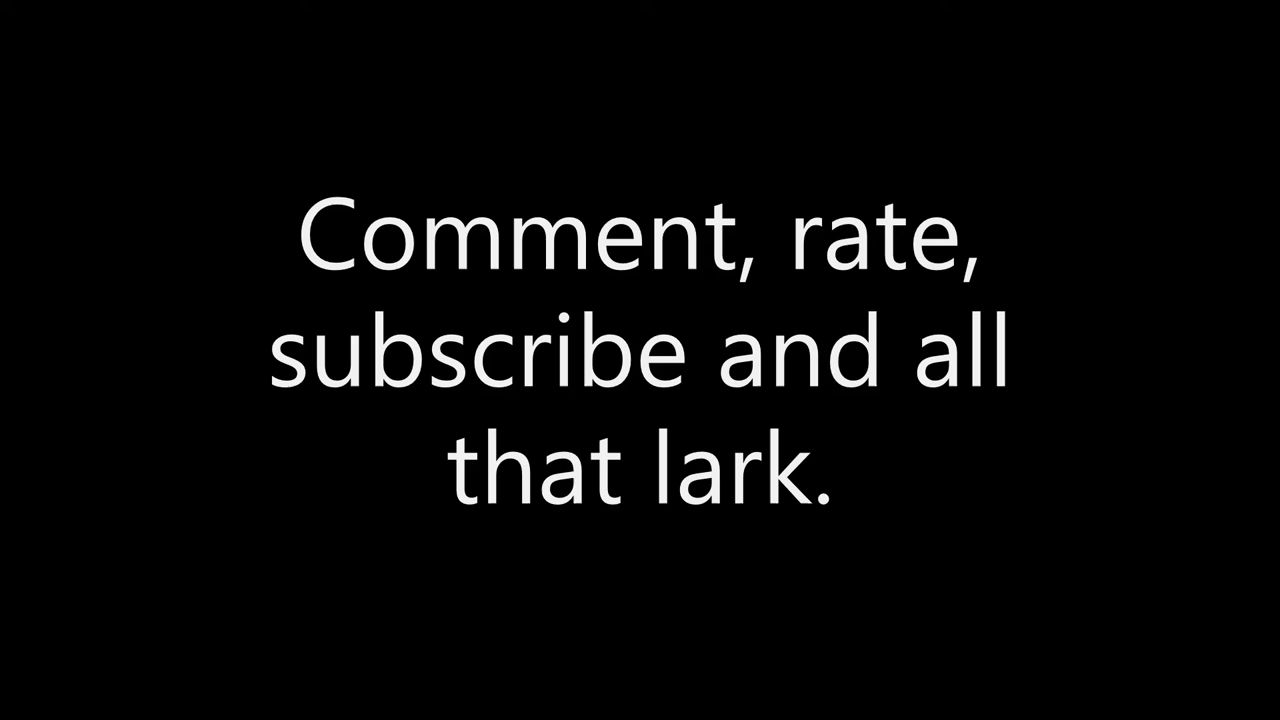 Comment, rate,
subscribe and all
that lark.